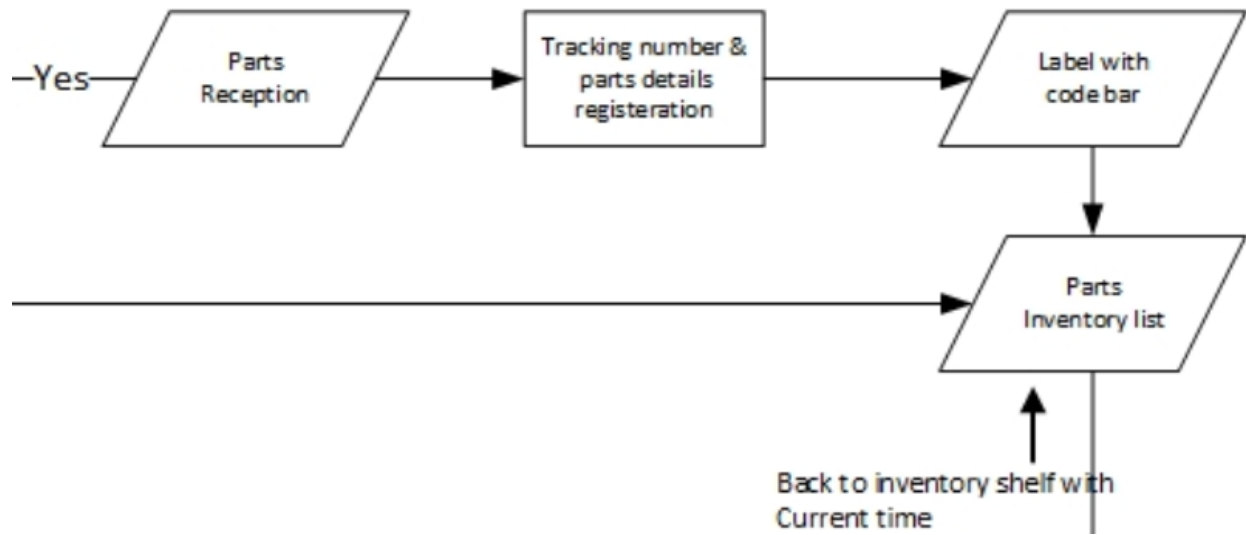 Yes
Parts
Reception
Tracking number &
parts details
registeration
Label with
code bar
Parts
Inventory list
Back to inventory shelf with
Current time